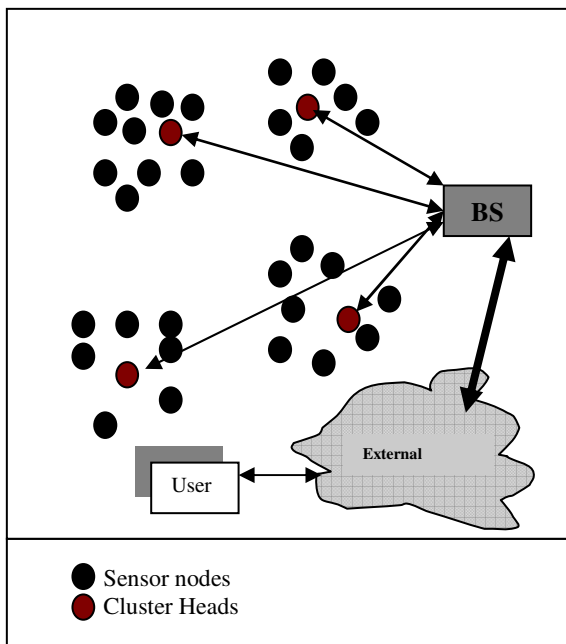 BS
External
User
Sensor nodes
Cluster Heads